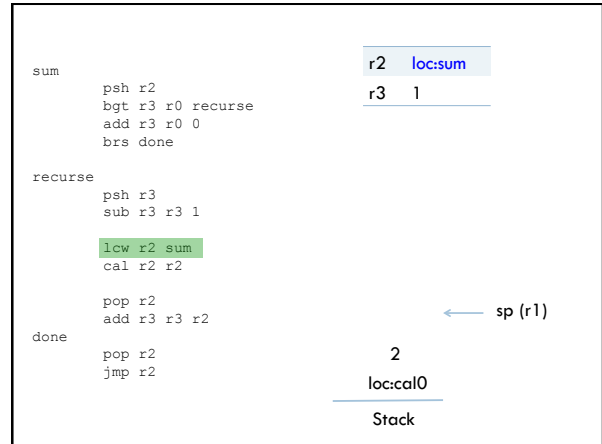 sum
psh r2
bgt r3 r0 recurse
add r3 r0 0
brs done
recurse
psh r3
sub r3 r3 1
lcw r2 sum
cal r2 r2
pop r2
add r3 r3 r2
done
pop r2
jmp r2
r2 loc:sum
r3 1
sp (r1)
2
loc:cal0
Stack